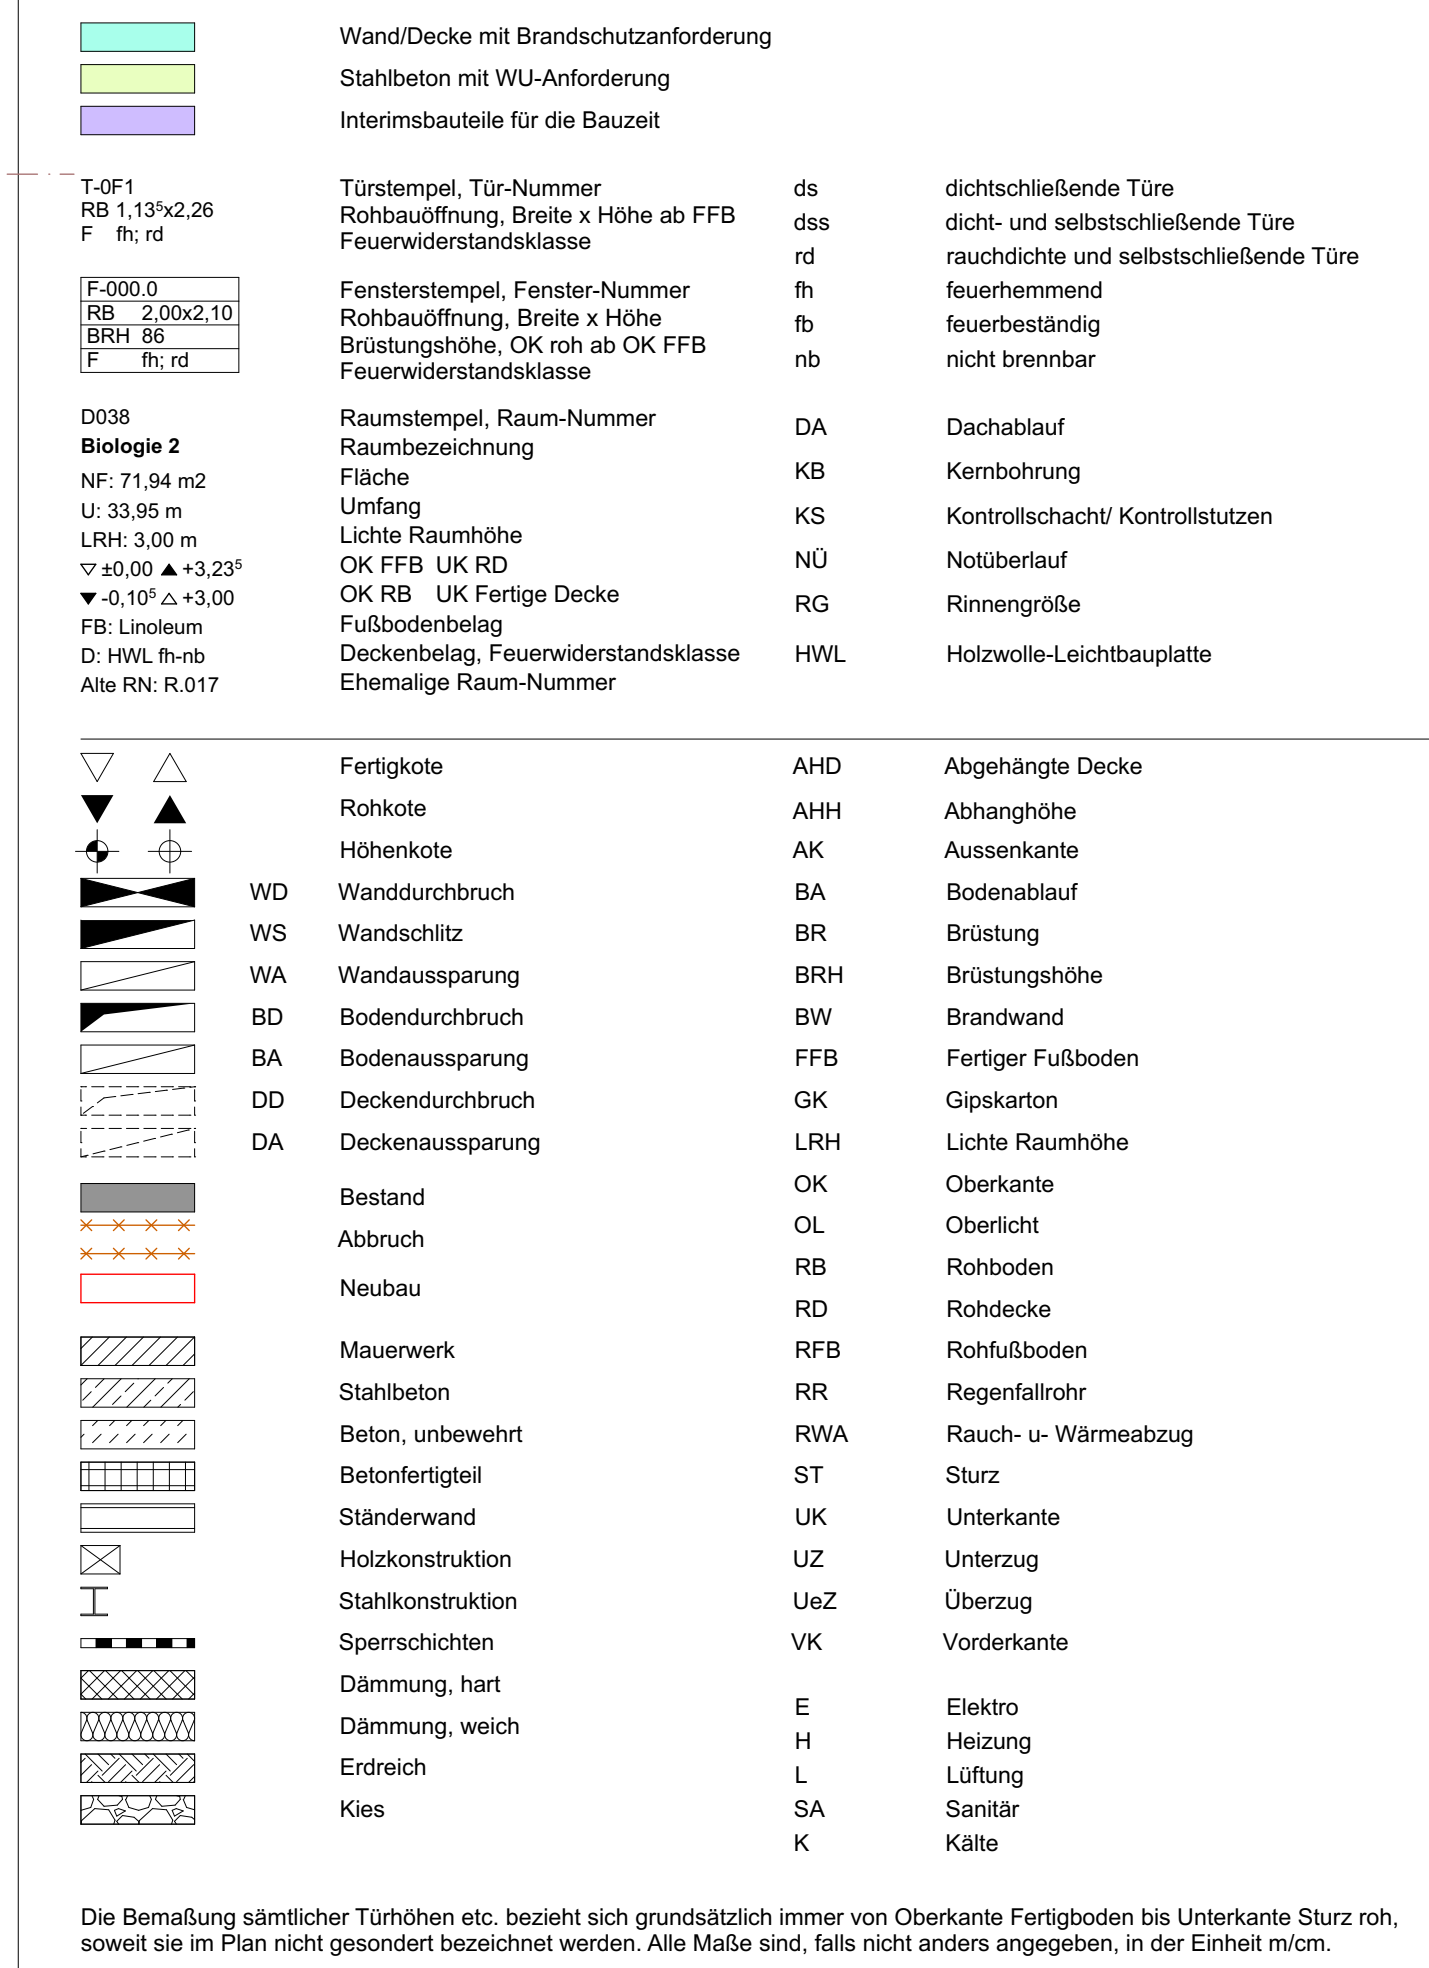 Wand/Decke mit Brandschutzanforderung
Stahlbeton mit WU-Anforderung
Interimsbauteile für die Bauzeit
T-0F1 Türstempel, Tür-Nummer
RB 1,13⁵x2,26 Rohbauöffnung, Breite x Höhe ab FFB
F fh; rd Feuerwiderstandsklasse
F-000.0 Fensterstempel, Fenster-Nummer
RB 2,00x2,10 Rohbauöffnung, Breite x Höhe
BRH 86 Brüstungshöhe, OK roh ab OK FFB
F fh; rd Feuerwiderstandsklasse
D038 Raumstempel, Raum-Nummer
Biologie 2 Raumbezeichnung
NF: 71,94 m2 Fläche
U: 33,95 m Umfang
LRH: 3,00 m Lichte Raumhöhe
▽ ±0,00 ▲ +3,23⁵ OK FFB UK RD
▼ -0,10⁵ △ +3,00 OK RB UK Fertige Decke
FB: Linoleum Fußbodenbelag
D: HWL fh-nb Deckenbelag, Feuerwiderstandsklasse
Alte RN: R.017 Ehemalige Raum-Nummer
ds dichtschließende Türe
dss dicht- und selbstschließende Türe
rd rauchdichte und selbstschließende Türe
fh feuerhemmend
fb feuerbeständig
nb nicht brennbar
DA Dachablauf
KB Kernbohrung
KS Kontrollschacht/ Kontrollstutzen
NÜ Notüberlauf
RG Rinnengröße
HWL Holzwolle-Leichtbauplatte
Fertigkote
Rohkote
Höhenkote
WD Wanddurchbruch
WS Wandschlitz
WA Wandaussparung
BD Bodendurchbruch
BA Bodenaussparung
DD Deckendurchbruch
DA Deckenaussparung
Bestand
Abbruch
Neubau
Mauerwerk
Stahlbeton
Beton, unbewehrt
Betonfertigteil
Ständerwand
Holzkonstruktion
Stahlkonstruktion
Sperrschichten
Dämmung, hart
Dämmung, weich
Erdreich
Kies
AHD Abgehängte Decke
AHH Abhanghöhe
AK Aussenkante
BA Bodenablauf
BR Brüstung
BRH Brüstungshöhe
BW Brandwand
FFB Fertiger Fußboden
GK Gipskarton
LRH Lichte Raumhöhe
OK Oberkante
OL Oberlicht
RB Rohboden
RD Rohdecke
RFB Rohfußboden
RR Regenfallrohr
RWA Rauch- u- Wärmeabzug
ST Sturz
UK Unterkante
UZ Unterzug
UeZ Überzug
VK Vorderkante
E Elektro
H Heizung
L Lüftung
SA Sanitär
K Kälte
Die Bemaßung sämtlicher Türhöhen etc. bezieht sich grundsätzlich immer von Oberkante Fertigboden bis Unterkante Sturz roh,
soweit sie im Plan nicht gesondert bezeichnet werden. Alle Maße sind, falls nicht anders angegeben, in der Einheit m/cm.